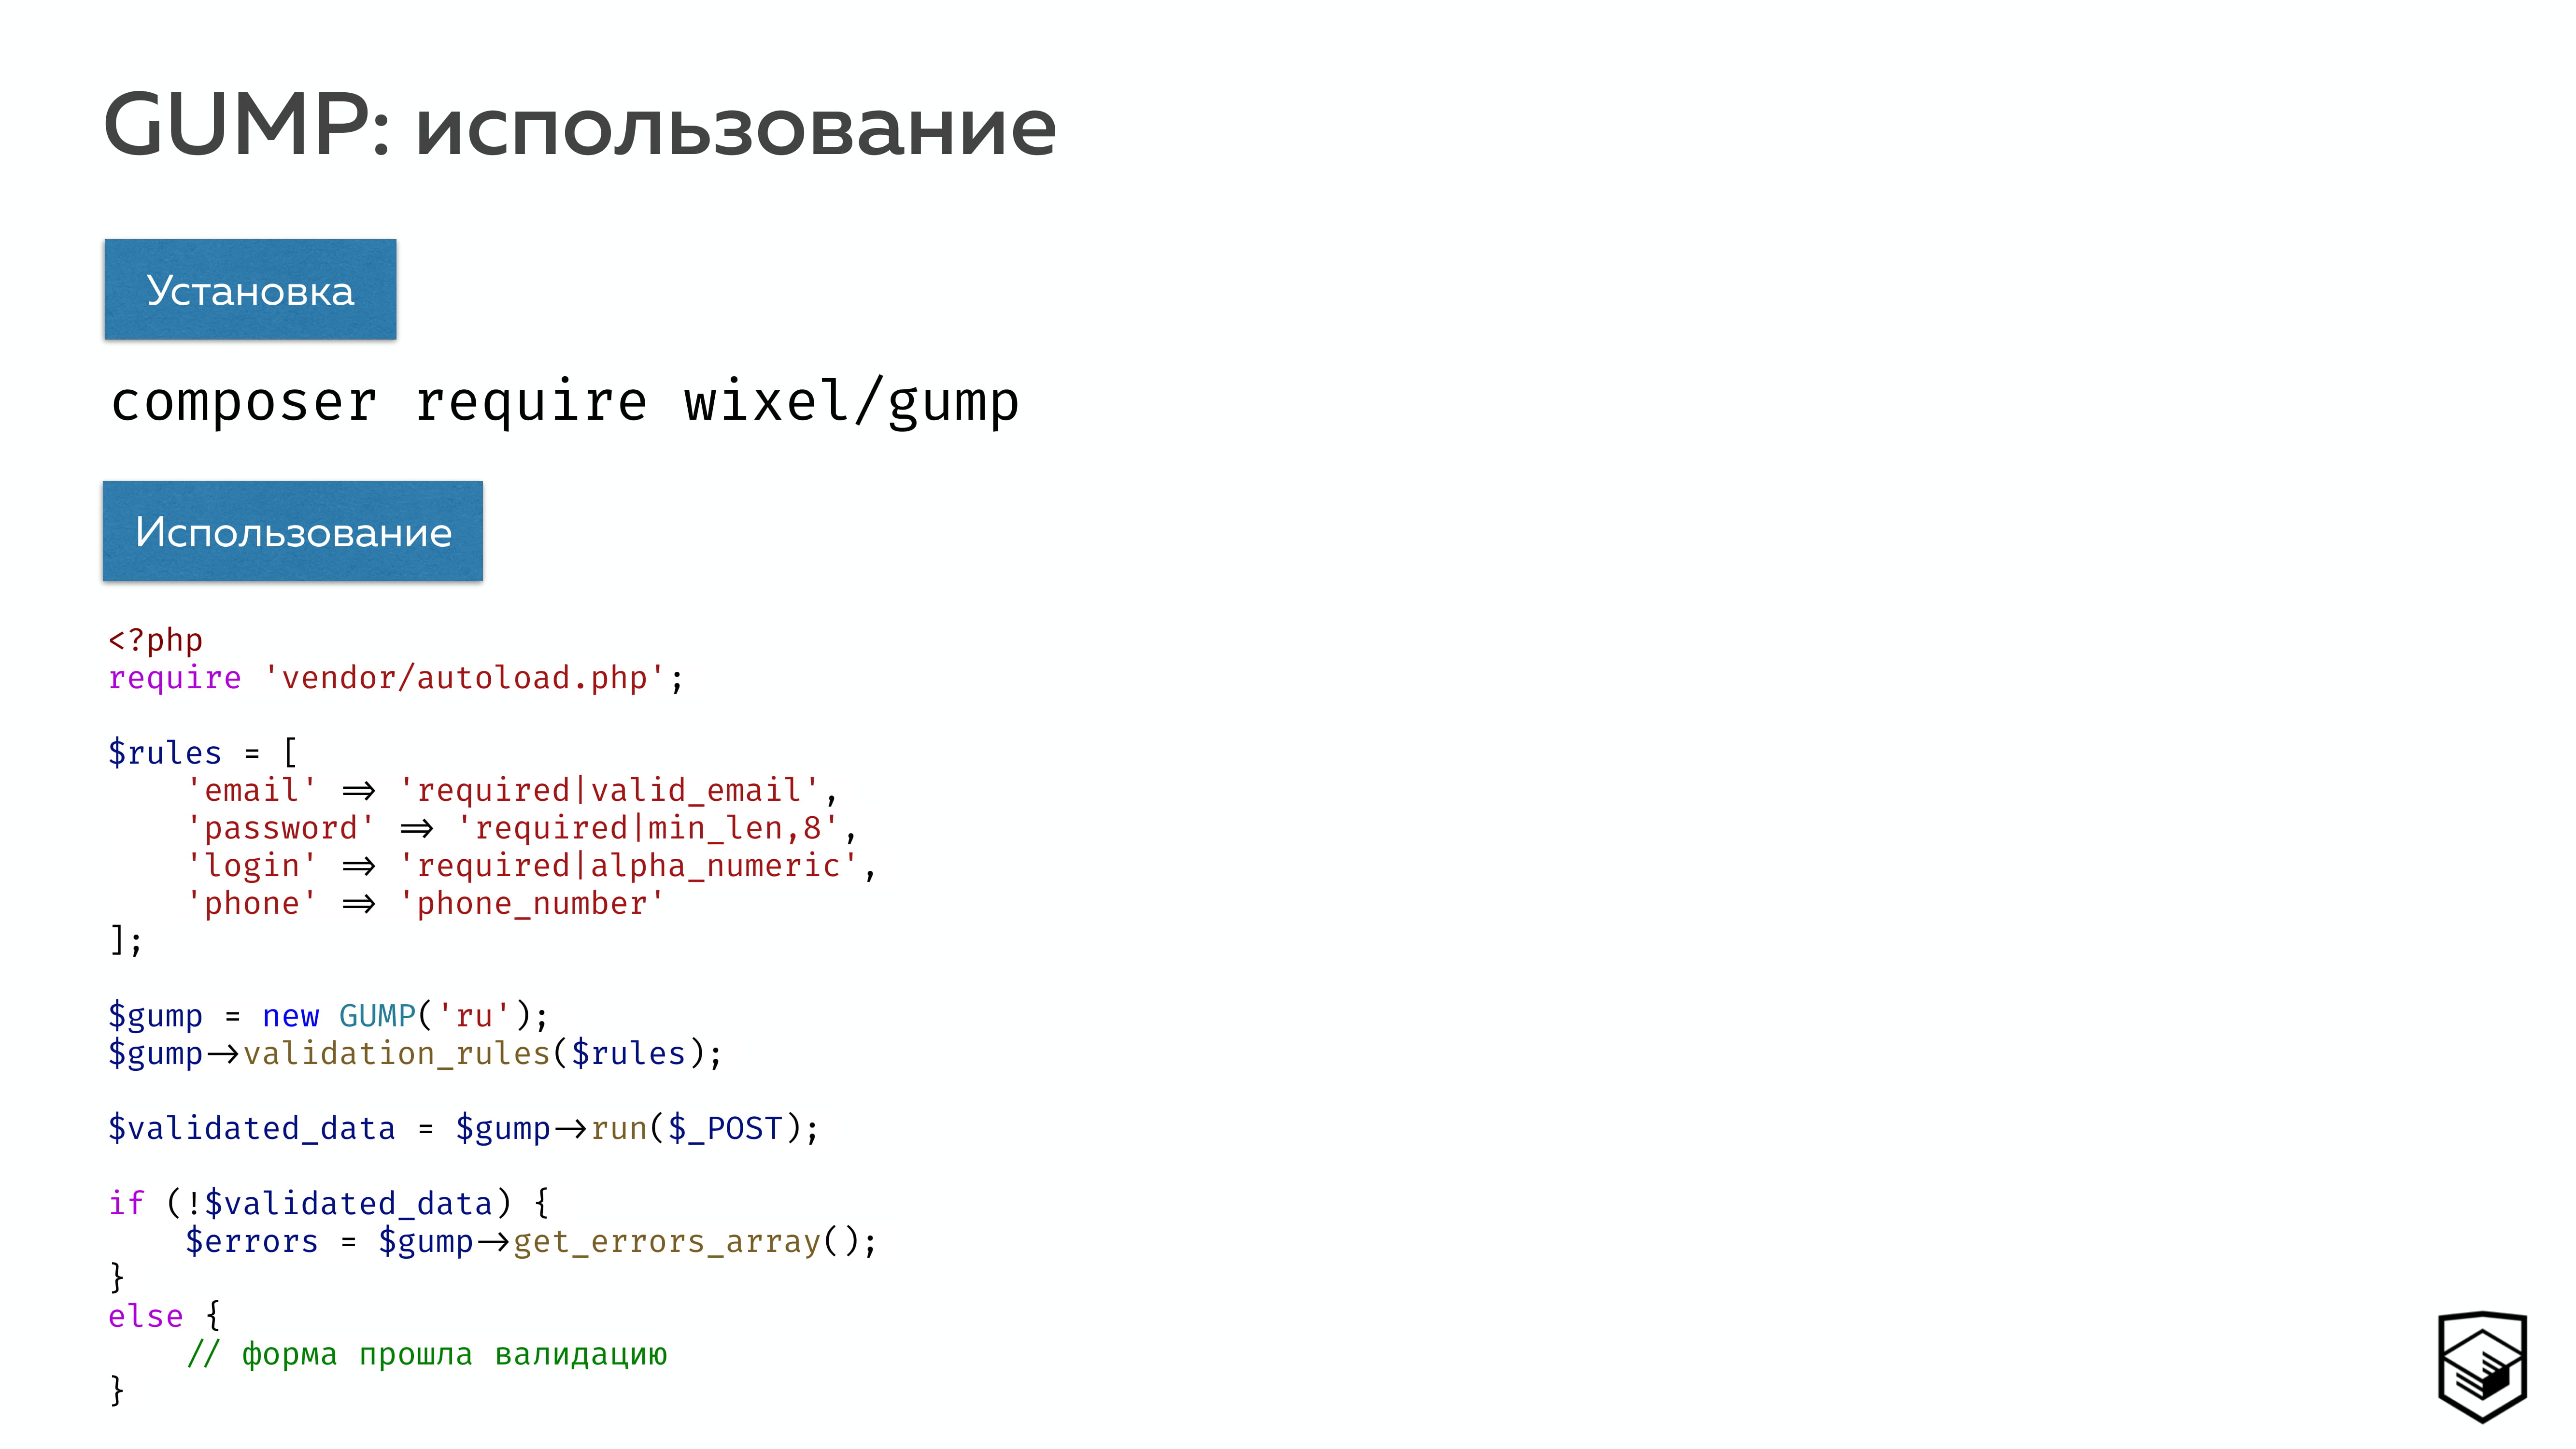 GUMP: использование
Установка
composer require wixel/gump
Использование
<?php
require 'vendor/autoload.php';
$rules = [
    'email' => 'required|valid_email',
    'password' => 'required|min_len,8',
    'login' => 'required|alpha_numeric',
    'phone' => 'phone_number'
];
$gump = new GUMP('ru');
$gump->validation_rules($rules);
$validated_data = $gump->run($_POST);
if (!$validated_data) {
    $errors = $gump->get_errors_array();
}
else {
    // форма прошла валидацию
}